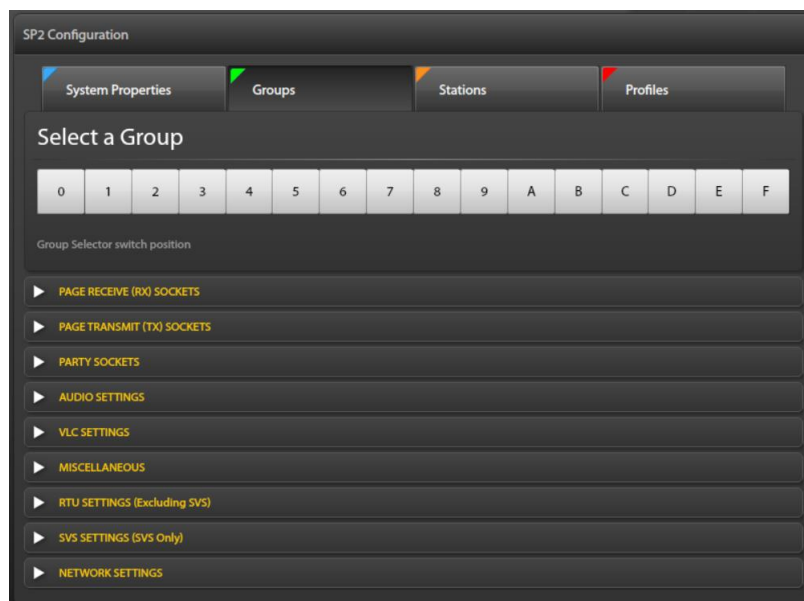 SP2 Configuration
System Properties Groups Stations Profiles
Select a Group
0 1 2 3 4 5 6 7 8 9 A B C D E F
Group Selector switch position
PAGE RECEIVE (RX) SOCKETS
PAGE TRANSMIT (TX) SOCKETS
PARTY SOCKETS
AUDIO SETTINGS
VLC SETTINGS
MISCELLANEOUS
RTU SETTINGS (Excluding SVS)
SVS SETTINGS (SVS Only)
NETWORK SETTINGS